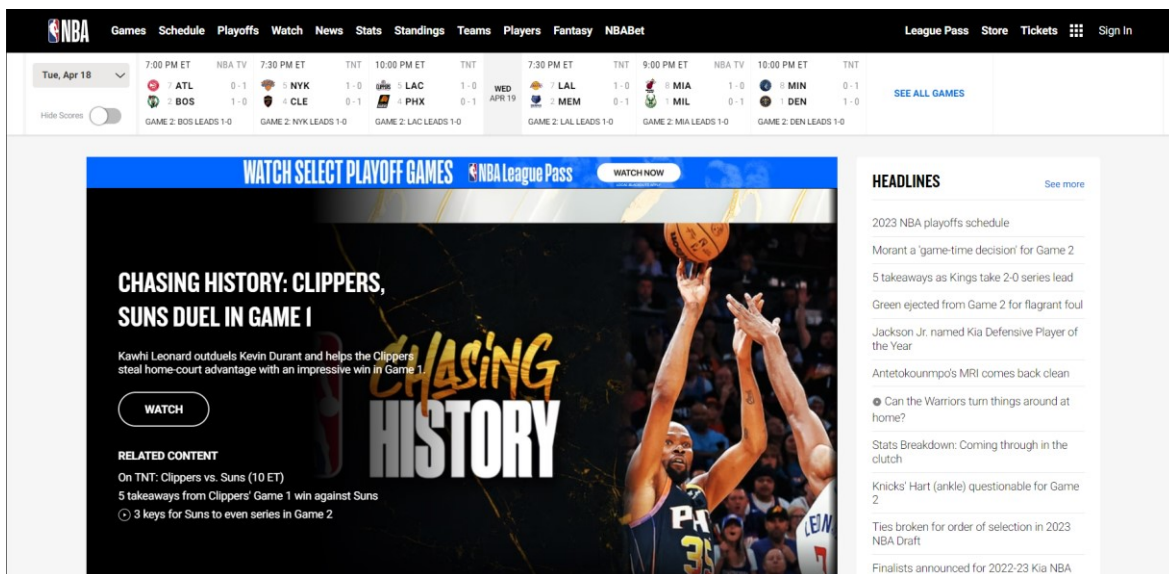 NBA Games Schedule Playoffs Watch News Stats Standings Teams Players Fantasy NBABet League Pass Store Tickets Sign In
Tue, Apr 18
Hide Scores
7:00 PM ET NBA TV
7 ATL 0 - 1
2 BOS 1 - 0
GAME 2: BOS LEADS 1-0
7:30 PM ET TNT
5 NYK 1 - 0
4 CLE 0 - 1
GAME 2: NYK LEADS 1-0
10:00 PM ET TNT
5 LAC 1 - 0
4 PHX 0 - 1
GAME 2: LAC LEADS 1-0
WED
APR 19
7:30 PM ET TNT
7 LAL 1 - 0
2 MEM 0 - 1
GAME 2: LAL LEADS 1-0
9:00 PM ET NBA TV
8 MIA 1 - 0
1 MIL 0 - 1
GAME 2: MIA LEADS 1-0
10:00 PM ET TNT
8 MIN 0 - 1
1 DEN 1 - 0
GAME 2: DEN LEADS 1-0
SEE ALL GAMES
WATCH SELECT PLAYOFF GAMES NBA League Pass WATCH NOW
CHASING HISTORY: CLIPPERS,
SUNS DUEL IN GAME 1
Kawhi Leonard outduels Kevin Durant and helps the Clippers
steal home-court advantage with an impressive win in Game 1.
WATCH
RELATED CONTENT
On TNT: Clippers vs. Suns (10 ET)
5 takeaways from Clippers' Game 1 win against Suns
3 keys for Suns to even series in Game 2
CHASING
HISTORY
PH
35
LEON
HEADLINES See more
2023 NBA playoffs schedule
Morant a 'game-time decision' for Game 2
5 takeaways as Kings take 2-0 series lead
Green ejected from Game 2 for flagrant foul
Jackson Jr. named Kia Defensive Player of
the Year
Antetokounmpo's MRI comes back clean
Can the Warriors turn things around at
home?
Stats Breakdown: Coming through in the
clutch
Knicks' Hart (ankle) questionable for Game
2
Ties broken for order of selection in 2023
NBA Draft
Finalists announced for 2022-23 Kia NBA